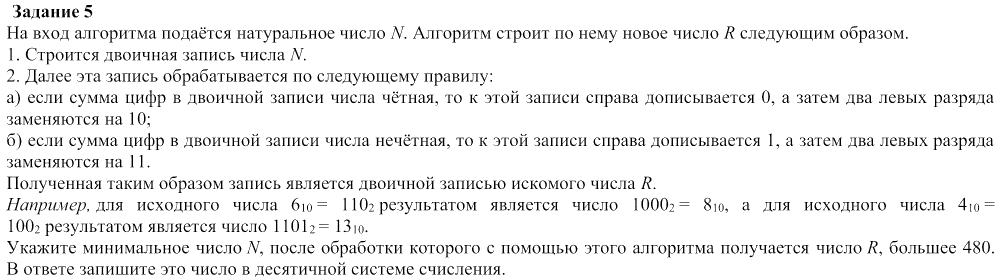 Задание 5
На вход алгоритма подаётся натуральное число N. Алгоритм строит по нему новое число R следующим образом.
1. Строится двоичная запись числа N.
2. Далее эта запись обрабатывается по следующему правилу:
а) если сумма цифр в двоичной записи числа чётная, то к этой записи справа дописывается 0, а затем два левых разряда
заменяются на 10;
б) если сумма цифр в двоичной записи числа нечётная, то к этой записи справа дописывается 1, а затем два левых разряда
заменяются на 11.
Полученная таким образом запись является двоичной записью искомого числа R.
Например, для исходного числа 6₁₀ = 110₂ результатом является число 1000₂ = 8₁₀, а для исходного числа 4₁₀ =
100₂ результатом является число 1101₂ = 13₁₀.
Укажите минимальное число N, после обработки которого с помощью этого алгоритма получается число R, большее 480.
В ответе запишите это число в десятичной системе счисления.